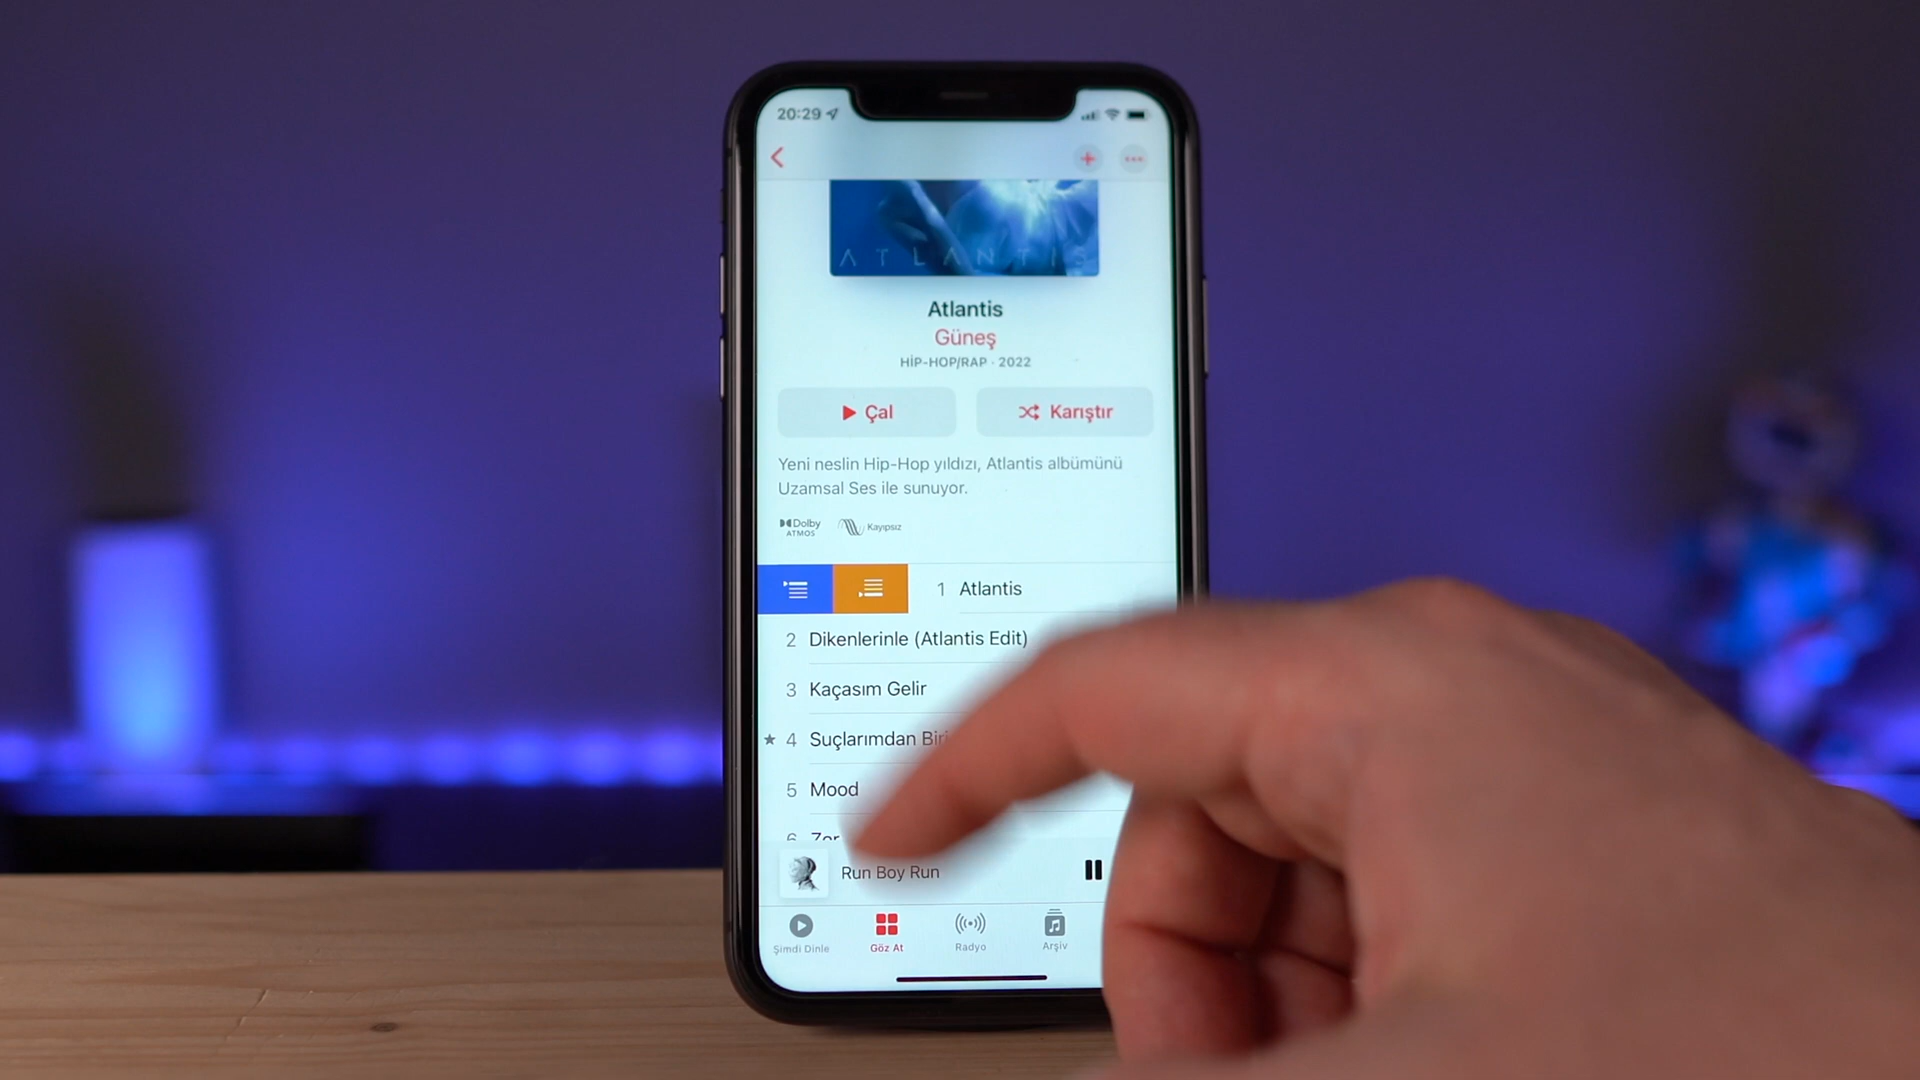 20:29
ATLANTIS
Atlantis
Güneş
HİP-HOP/RAP · 2022
Çal
Karıştır
Yeni neslin Hip-Hop yıldızı, Atlantis albümünü
Uzamsal Ses ile sunuyor.
Dolby
ATMOS
Kayıpsız
1 Atlantis
2 Dikenlerinle (Atlantis Edit)
3 Kaçasım Gelir
★ 4 Suçlarımdan Biri
5 Mood
6
Run Boy Run
Şimdi Dinle
Göz At
Radyo
Arşiv